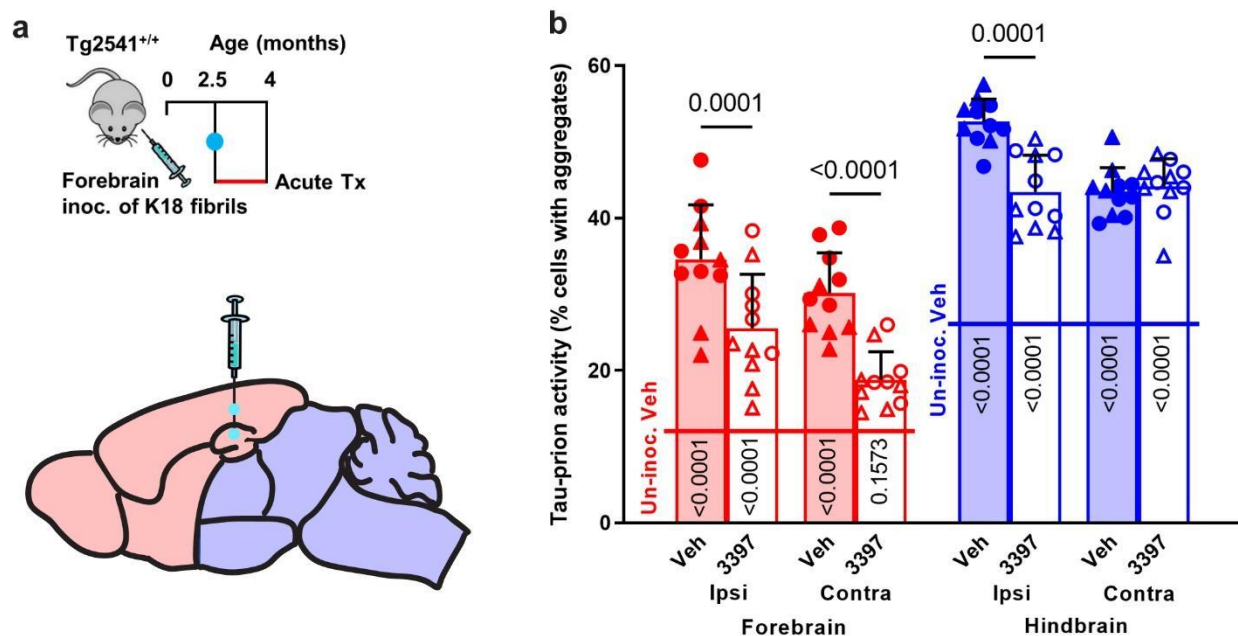 a
Tg2541+/+
Age (months)
0 2.5 4
Forebrain
inoc. of K18 fibrils
Acute Tx
b
Tau-prion activity (% cells with aggregates)
60
40
20
0
0.0001
<0.0001
0.0001
Un-inoc. Veh
<0.0001
<0.0001
<0.0001
0.1573
Un-inoc. Veh
<0.0001
<0.0001
<0.0001
<0.0001
Veh 3397 Veh 3397 Veh 3397 Veh 3397
Ipsi Contra Ipsi Contra
Forebrain Hindbrain